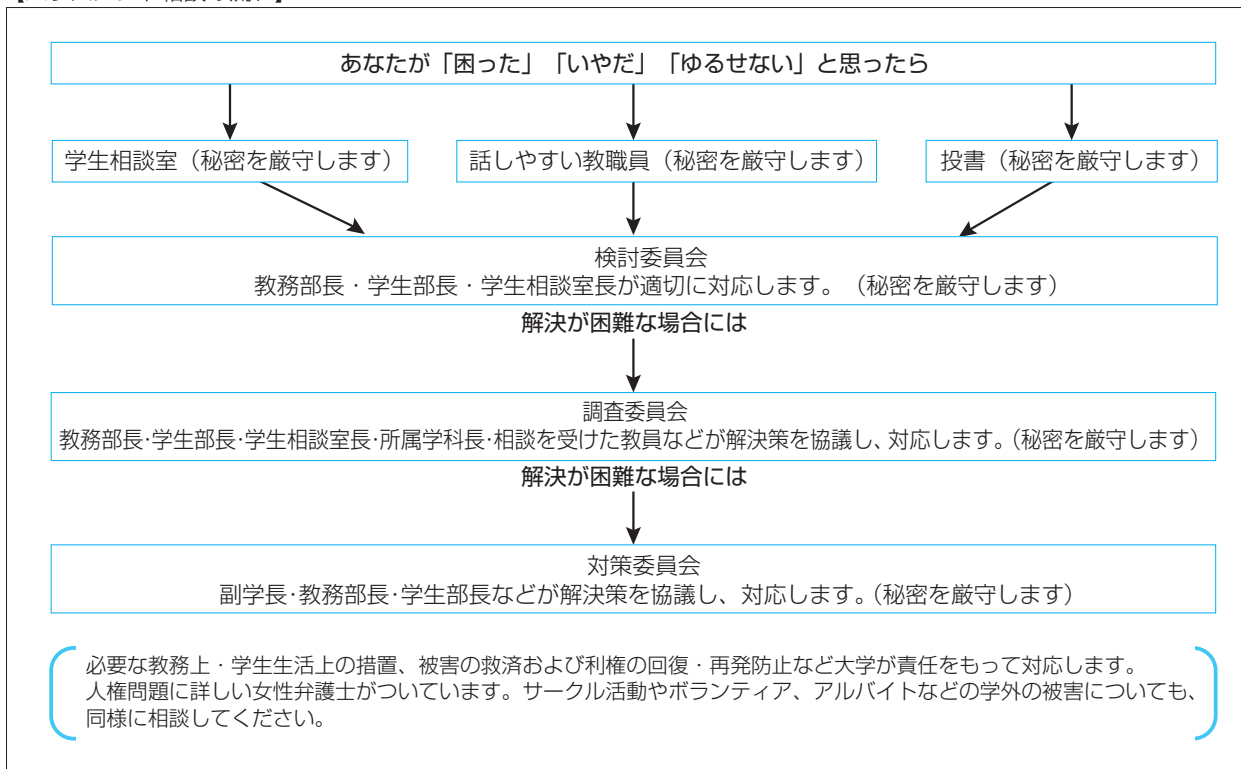 あなたが「困った」「いやだ」「ゆるせない」と思ったら
学生相談室（秘密を厳守します）
話しやすい教職員（秘密を厳守します）
投書（秘密を厳守します）
検討委員会
教務部長・学生部長・学生相談室長が適切に対応します。（秘密を厳守します）
解決が困難な場合には
調査委員会
教務部長・学生部長・学生相談室長・所属学科長・相談を受けた教員などが解決策を協議し、対応します。（秘密を厳守します）
解決が困難な場合には
対策委員会
副学長・教務部長・学生部長などが解決策を協議し、対応します。（秘密を厳守します）
必要な教務上・学生生活上の措置、被害の救済および利権の回復・再発防止など大学が責任をもって対応します。
人権問題に詳しい女性弁護士がついています。サークル活動やボランティア、アルバイトなどの学外の被害についても、
同様に相談してください。